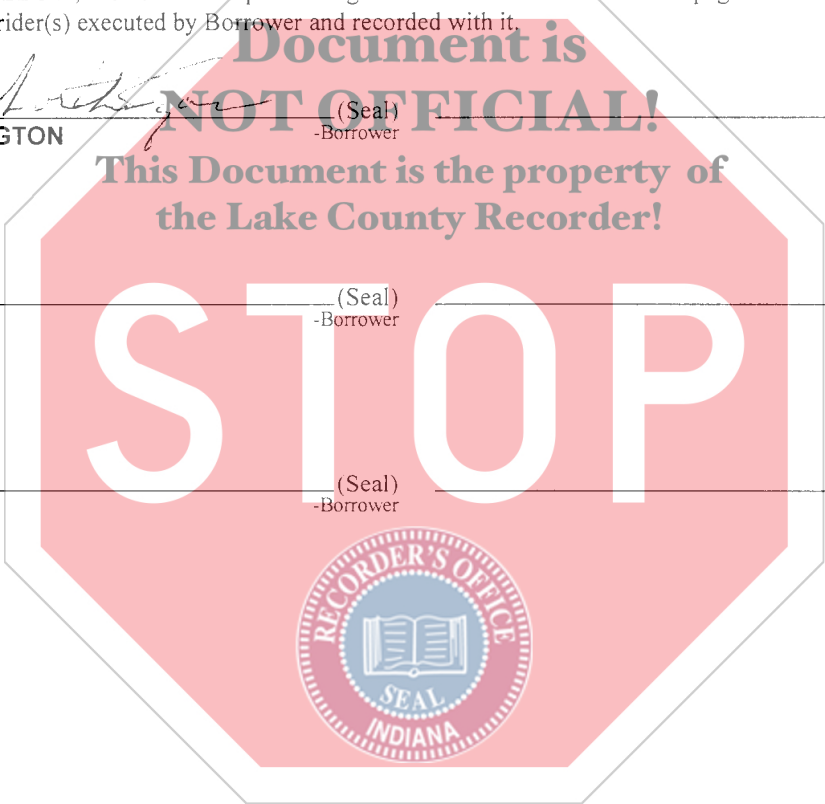 rider(s) executed by Borrower and recorded with it.
Document is
NOT OFFICIAL!
(Seal)
GTON
-Borrower
This Document is the property of
the Lake County Recorder!
(Seal)
-Borrower
STOP
(Seal)
-Borrower
RECORDER'S OFFICE
SEAL
INDIANA